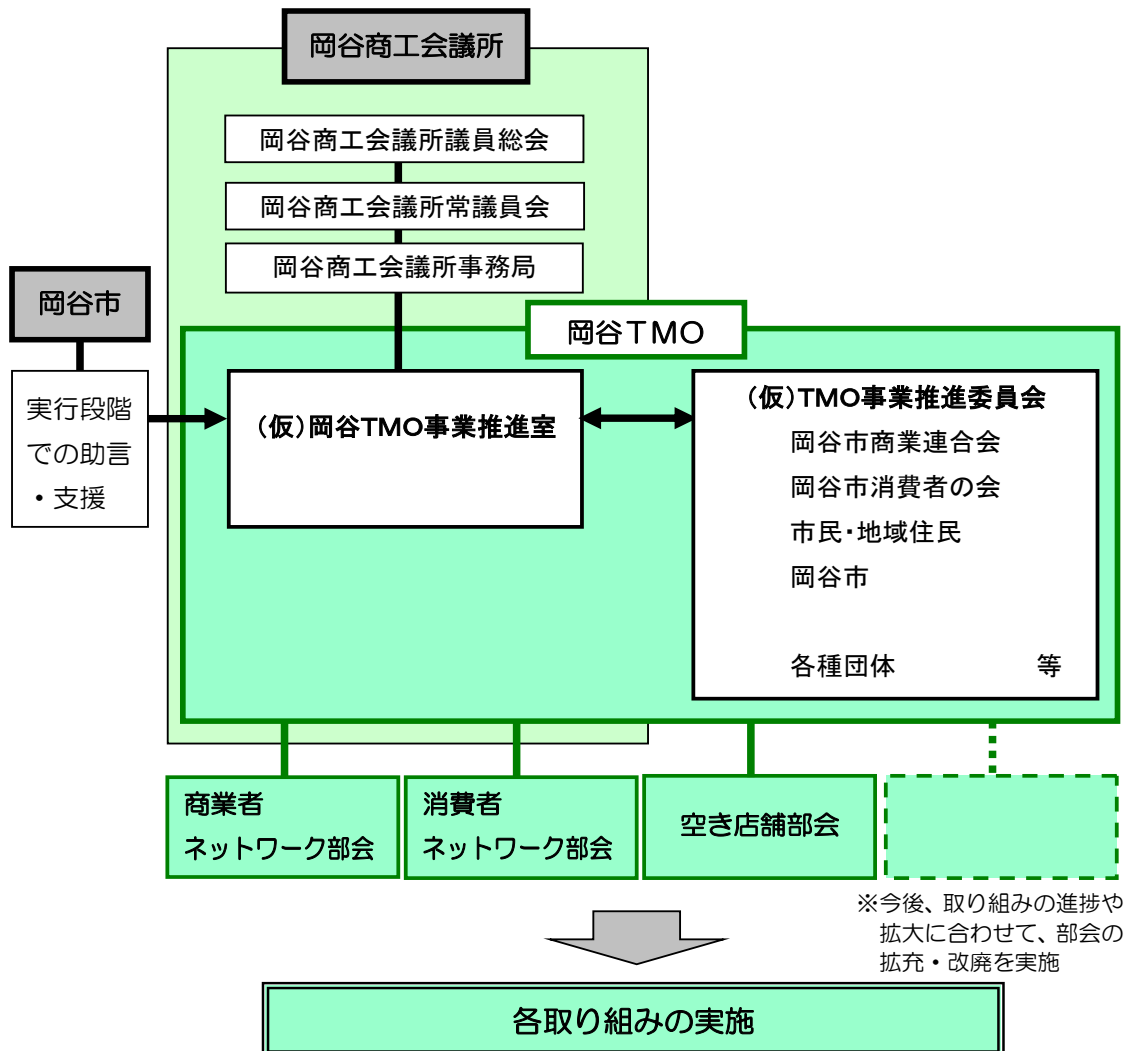 岡谷商工会議所
岡谷商工会議所議員総会
岡谷商工会議所常議員会
岡谷商工会議所事務局
岡谷市
実行段階
での助言
・支援
岡谷TMO
(仮)岡谷TMO事業推進室
(仮)TMO事業推進委員会
岡谷市商業連合会
岡谷市消費者の会
市民・地域住民
岡谷市
各種団体 等
商業者
ネットワーク部会
消費者
ネットワーク部会
空き店舗部会
※今後、取り組みの進捗や
拡大に合わせて、部会の
拡充・改廃を実施
各取り組みの実施